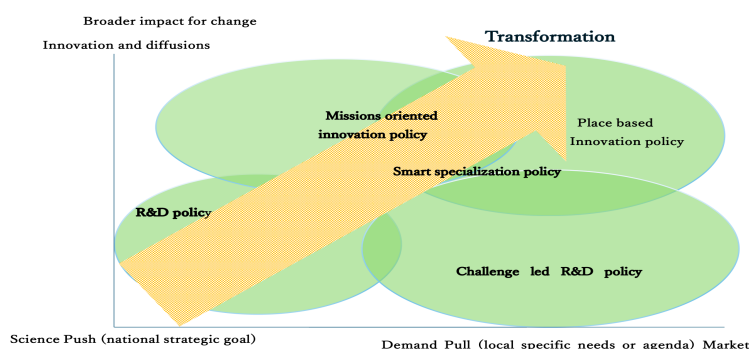 Broader impact for change
Innovation and diffusions
Transformation
Missions oriented
innovation policy
Place based
Innovation policy
Smart specialization policy
R&D policy
Challenge led R&D policy
Science Push (national strategic goal)
Demand Pull (local specific needs or agenda) Market